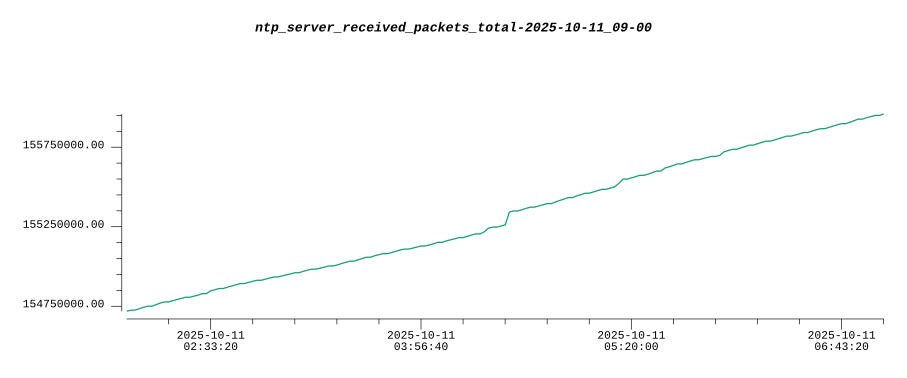 ntp_server_received_packets_total-2025-10-11_09-00
155750000.00
155250000.00
154750000.00
2025-10-11 2025-10-11 2025-10-11 2025-10-11
02:33:20 03:56:40 05:20:00 06:43:20